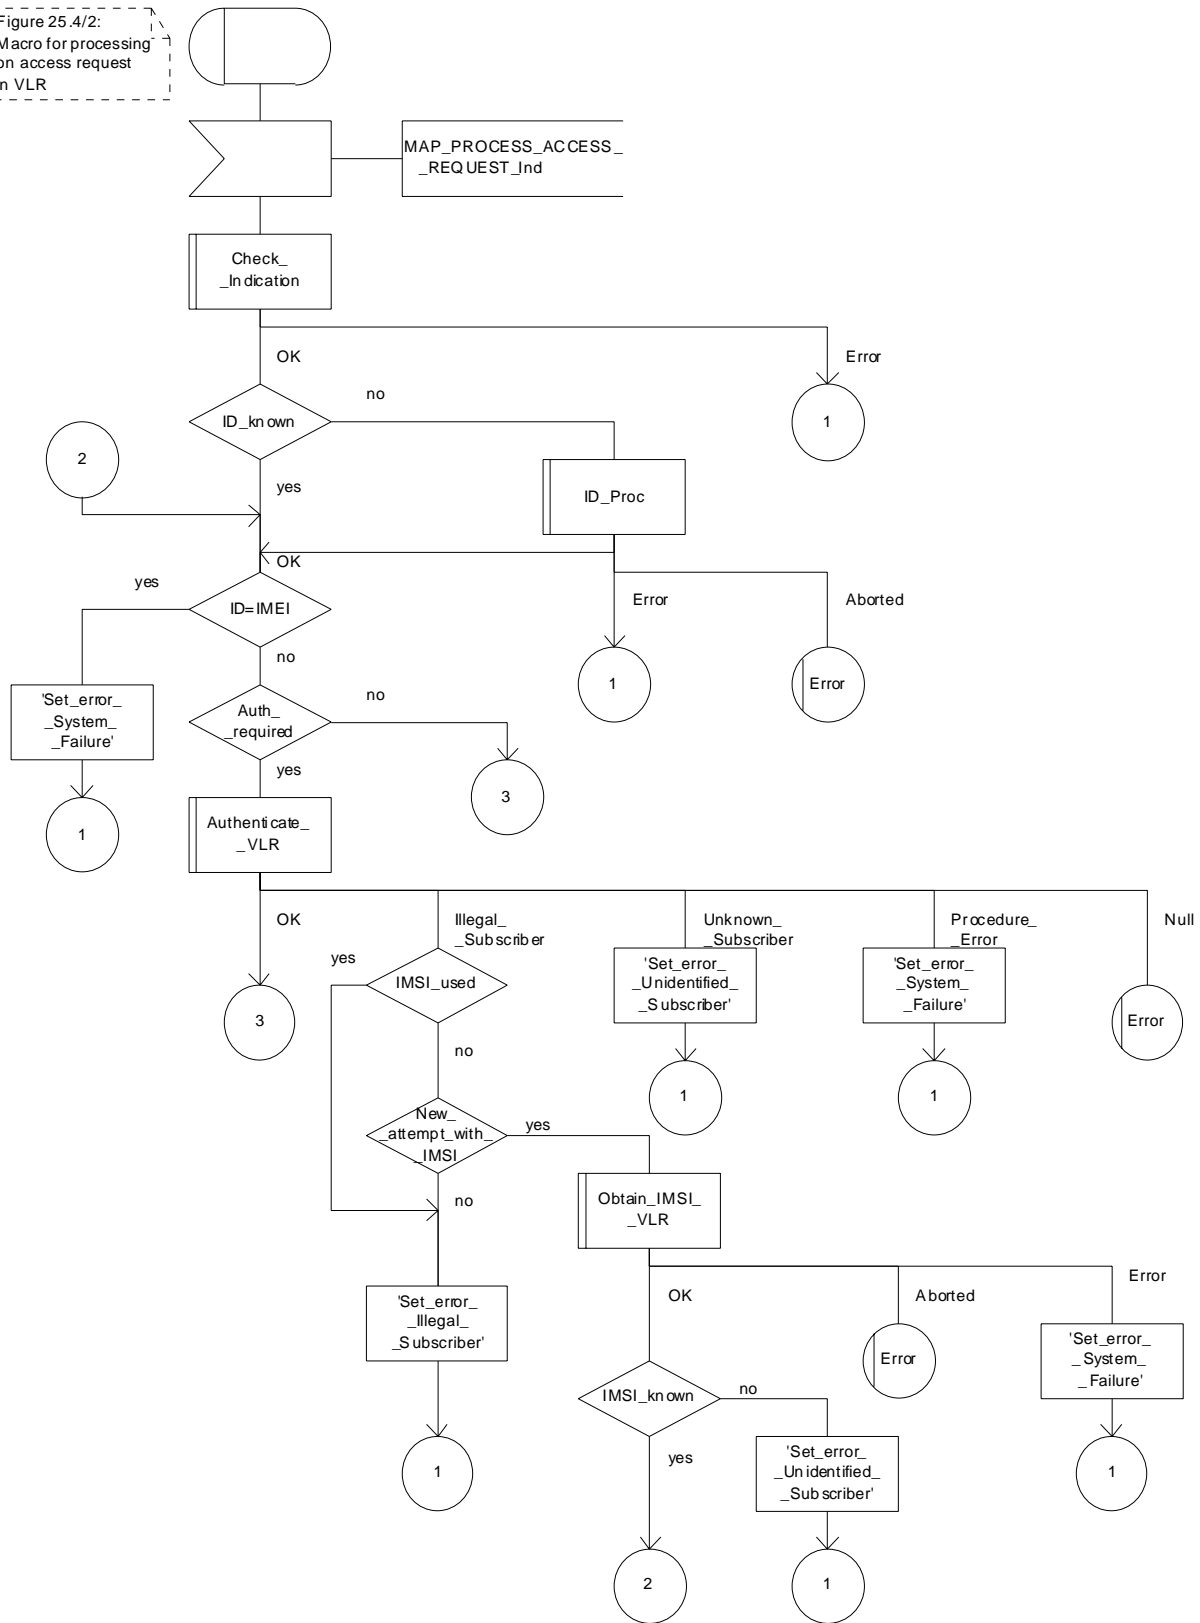 Figure 25.4/2:
Macro for processing
on access request
in VLR
MAP_PROCESS_ACCESS_
_REQUEST_Ind
Check_
_Indication
OK
Error
ID_known
no
1
2
yes
ID_Proc
OK
yes
ID=IMEI
Error
Aborted
no
1
Error
'Set_error_
_System_
_Failure'
Auth_
_required
no
yes
3
1
Authenticate_
_VLR
OK
Illegal_
_Subscriber
Unknown_
_Subscriber
Procedure_
_Error
Null
yes
IMSI_used
'Set_error_
_Unidentified_
_Subscriber'
'Set_error_
_System_
_Failure'
3
Error
no
1
1
New_
_attempt_with_
_IMSI
yes
no
Obtain_IMSI_
_VLR
'Set_error_
_Illegal_
_Subscriber'
OK
Aborted
Error
Error
'Set_error_
_System_
_Failure'
IMSI_known
no
1
yes
'Set_error_
_Unidentified_
_Subscriber'
1
2
1